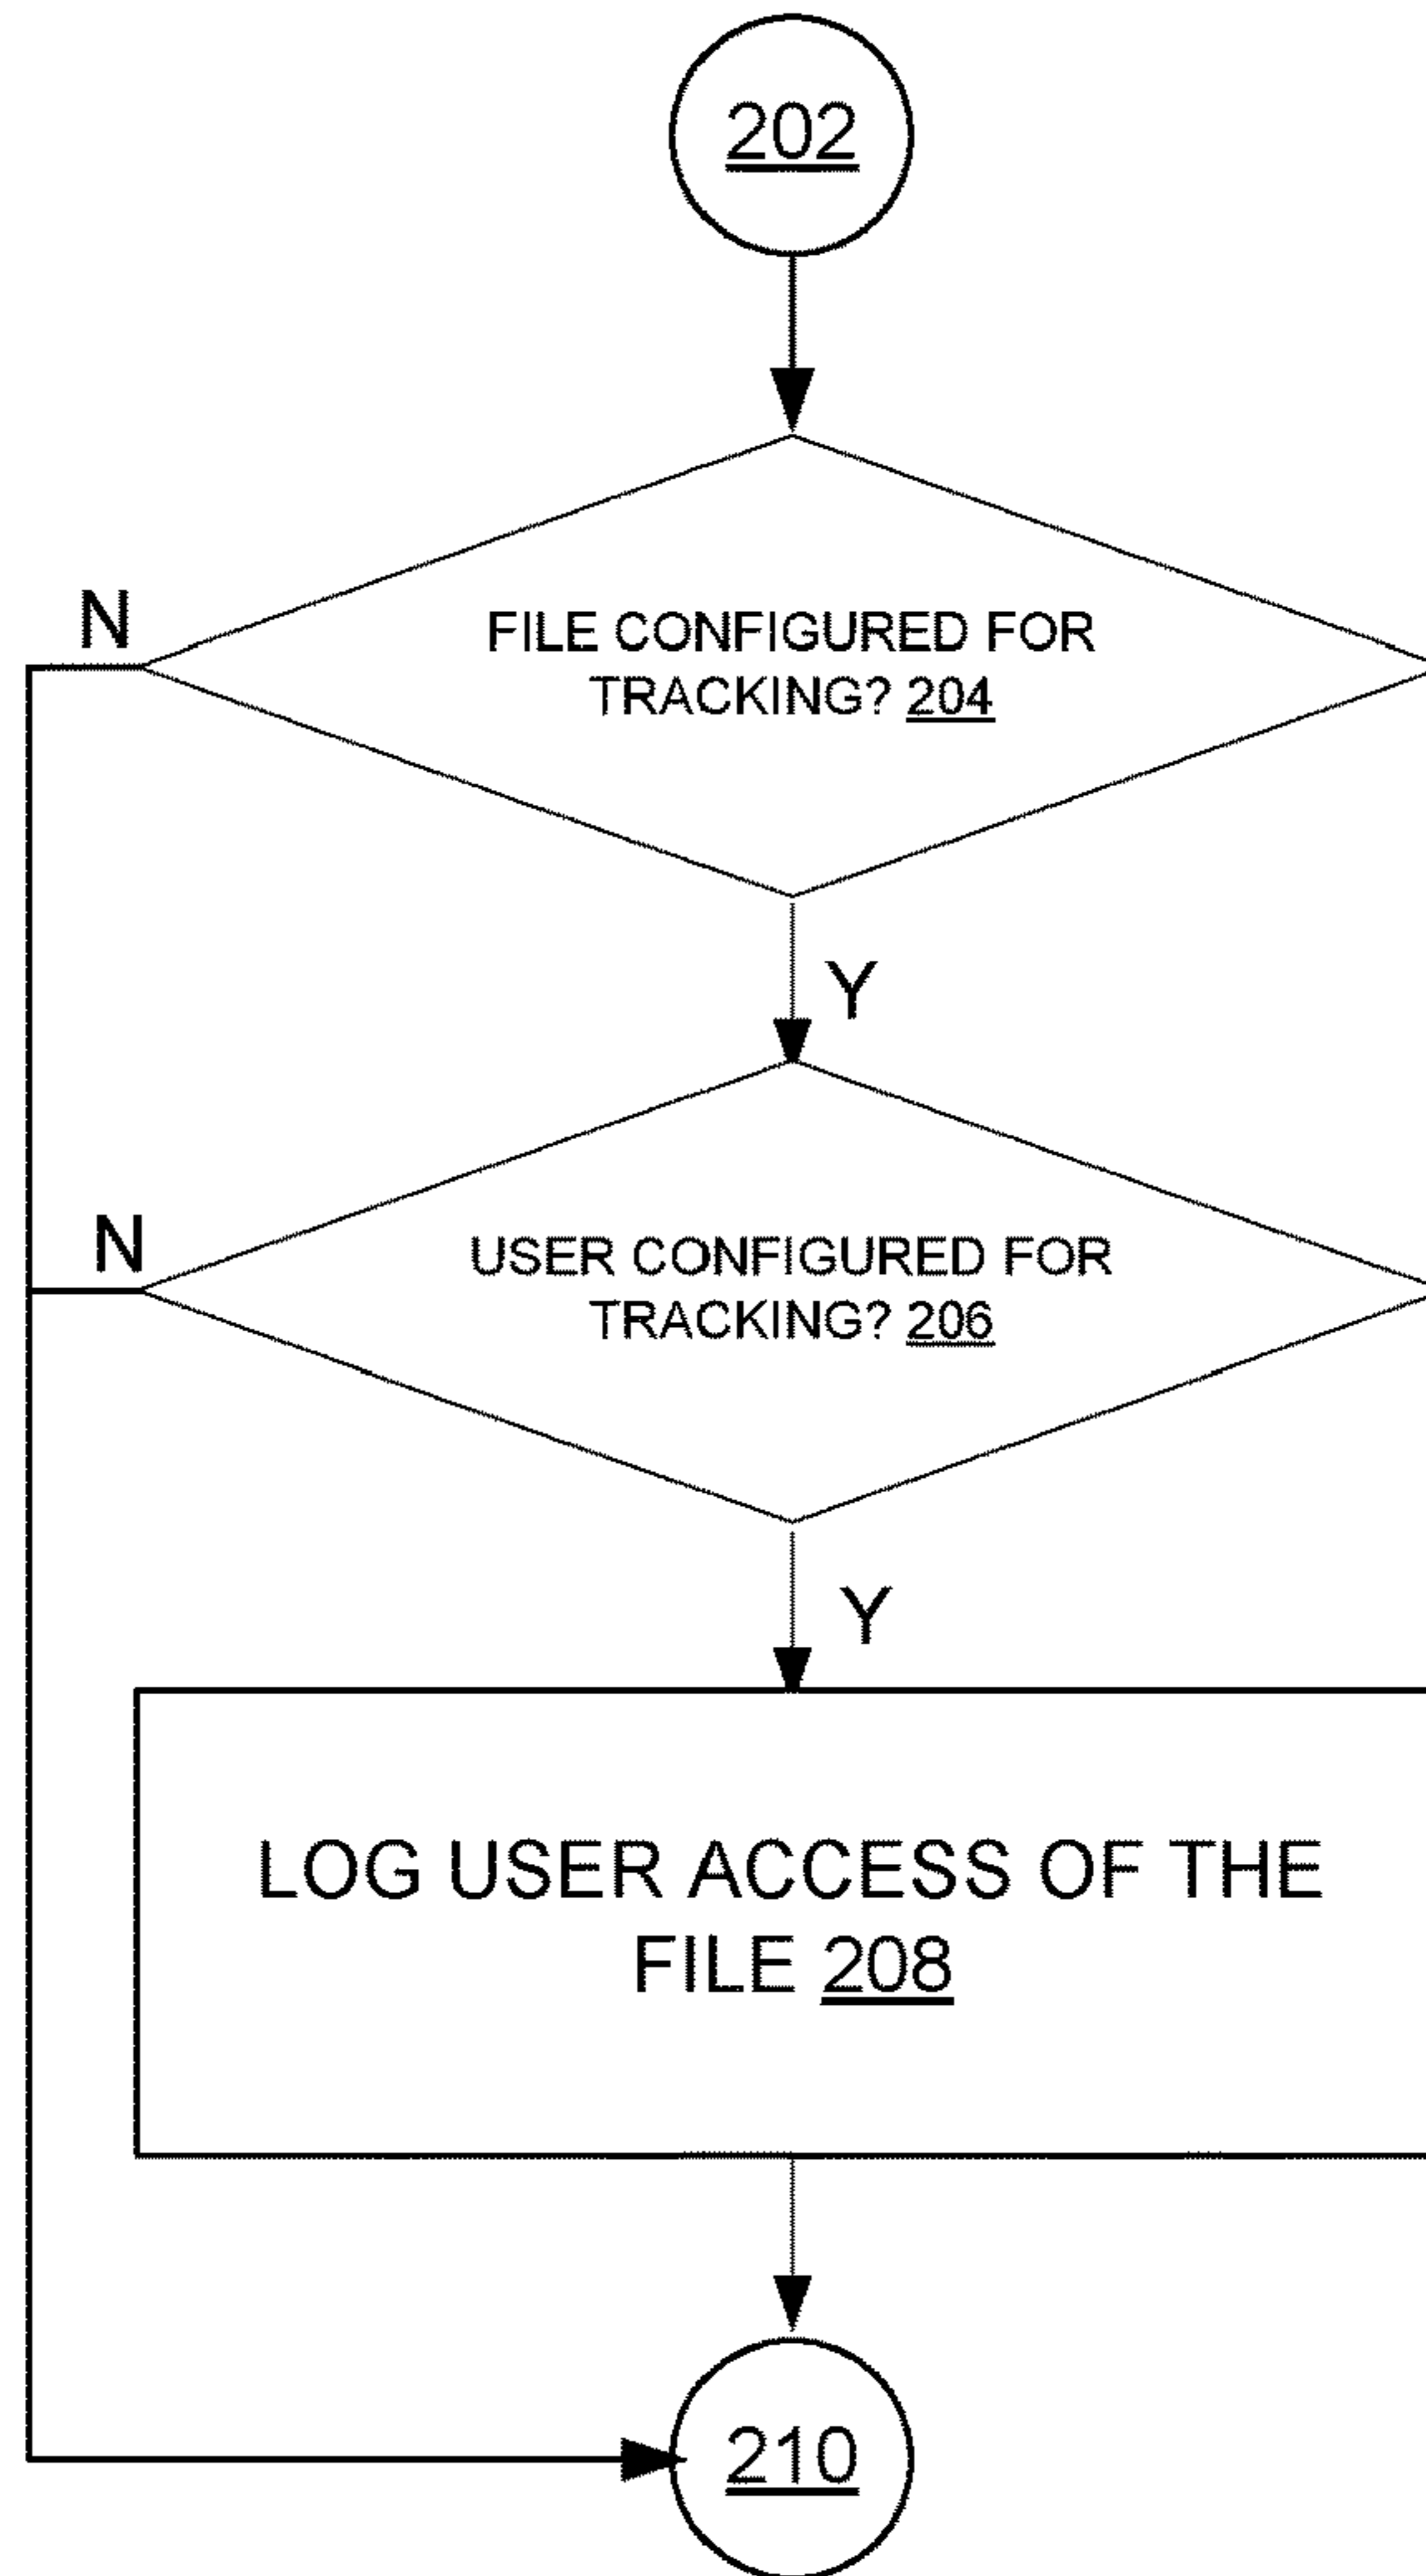 202
N
FILE CONFIGURED FOR
TRACKING? 204
Y
N
USER CONFIGURED FOR
TRACKING? 206
Y
LOG USER ACCESS OF THE
FILE 208
210